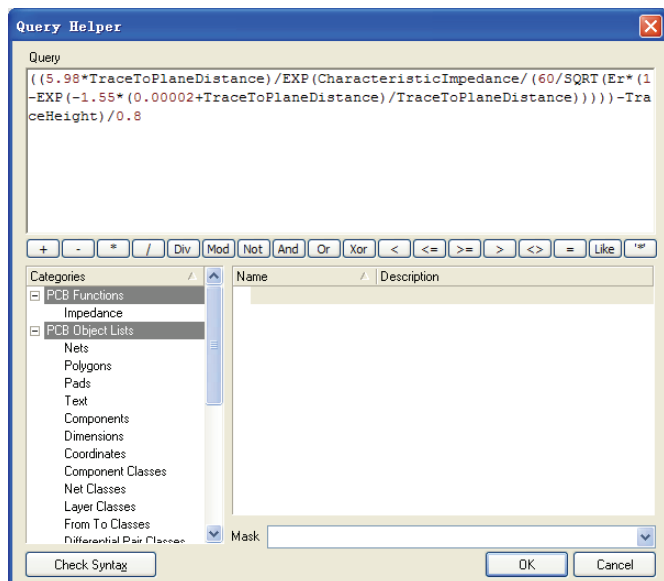 Query Helper
Query
((5.98*TraceToPlaneDistance)/EXP(CharacteristicImpedance/(60/SQRT(Er*(1
-EXP(-1.55*(0.00002+TraceToPlaneDistance)/TraceToPlaneDistance)))))-Tra
ceHeight)/0.8
+ - * / Div Mod Not And Or Xor < <= >= > <> = Like '*'
Categories Name Description
PCB Functions
Impedance
PCB Object Lists
Nets
Polygons
Pads
Text
Components
Dimensions
Coordinates
Component Classes
Net Classes
Layer Classes
From To Classes
Differential Pair Classes
Mask
Check Syntax OK Cancel